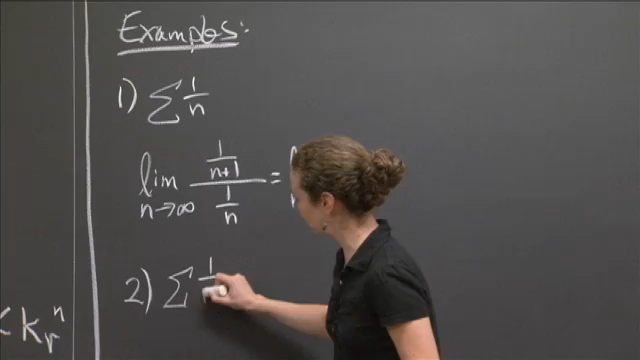 Examples:
1) ∑ 1/n
lim n→∞ (1/(n+1))/(1/n) =
2) ∑ 1/
< k_r^n